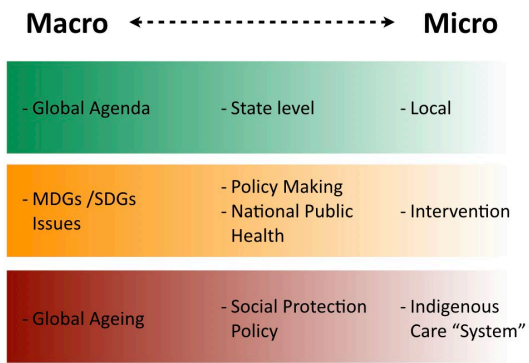 Macro Micro
- Global Agenda - State level - Local
- MDGs /SDGs
Issues
- Policy Making
- National Public
Health
- Intervention
- Global Ageing
- Social Protection
Policy
- Indigenous
Care “System”